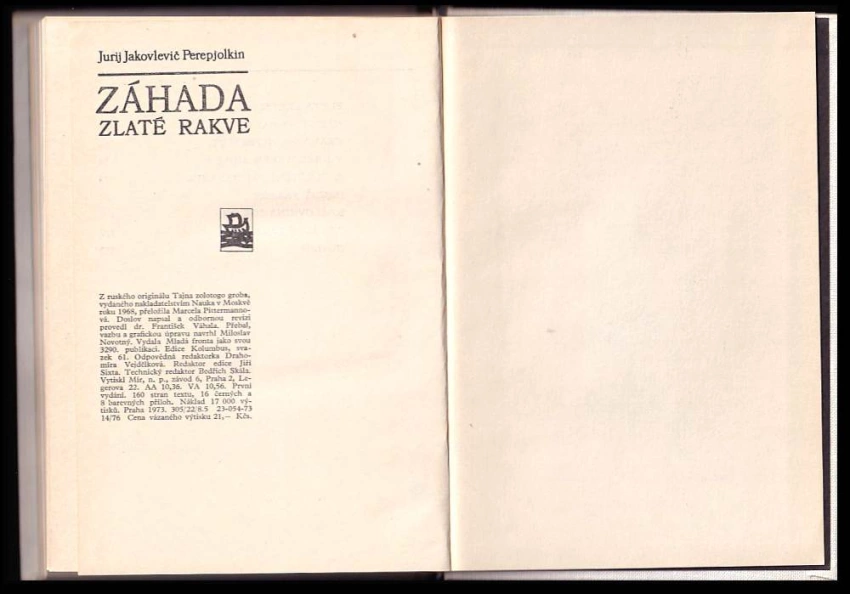 Jurij Jakovlevič Perepjolkin
ZÁHADA
ZLATÉ RAKVE
Z ruského originálu Tajna zolotogo groba,
vydaného nakladatelstvím Nauka v Moskvě
roku 1968, přeložila Marcela Pittermanno-
vá. Doslov napsal a odbornou revizi
provedl dr. František Váhala. Přebal,
vazbu a grafickou úpravu navrhl Miloslav
Novotný. Vydala Mladá fronta jako svou
3290. publikaci. Edice Kolumbus, sva-
zek 61. Odpovědná redaktorka Draho-
míra Vejdčíková. Redaktor edice Jiří
Sixta. Technický redaktor Bedřich Skála.
Vytiskl Mír, n. p., závod 6, Praha 2, Le-
gerova 22. AA 10,36. VA 10,56. První
vydání. 160 stran textu, 16 černých a
8 barevných příloh. Náklad 17 000 vý-
tisků. Praha 1973. 305/22/8.5 23-054-73
14/76 Cena vázaného výtisku 21,— Kčs.